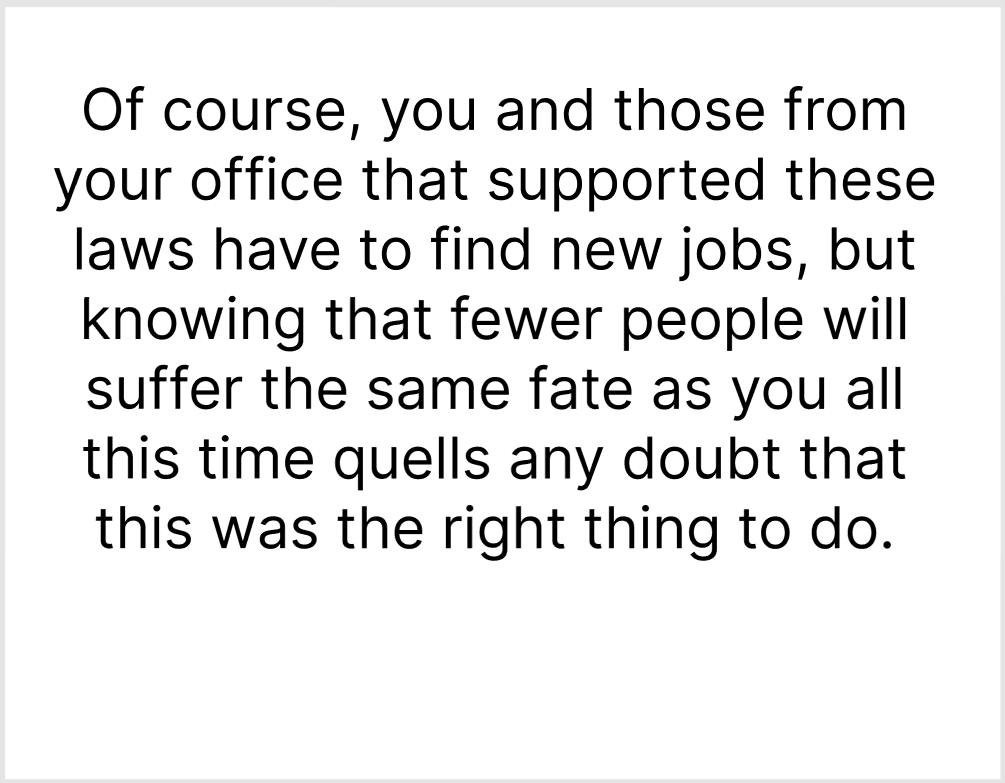 Of course, you and those from
your office that supported these
laws have to find new jobs, but
knowing that fewer people will
suffer the same fate as you all
this time quells any doubt that
this was the right thing to do.